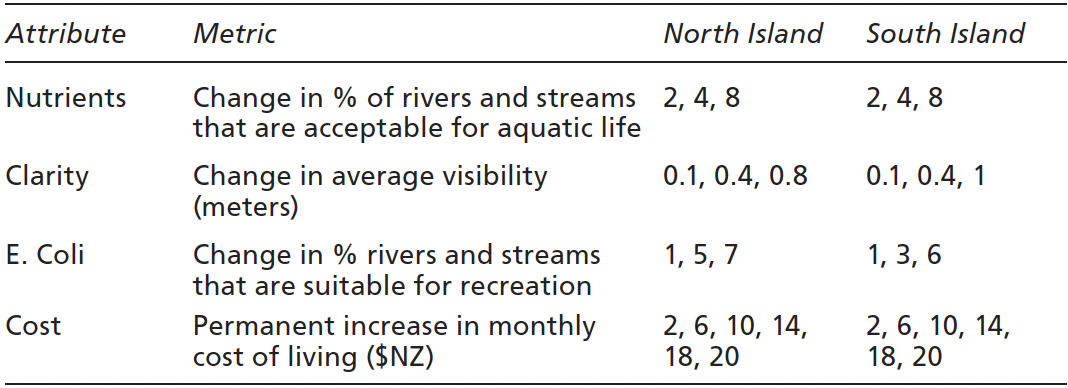 Attribute Metric North Island South Island
Nutrients Change in % of rivers and streams 2, 4, 8 2, 4, 8
that are acceptable for aquatic life
Clarity Change in average visibility 0.1, 0.4, 0.8 0.1, 0.4, 1
(meters)
E. Coli Change in % rivers and streams 1, 5, 7 1, 3, 6
that are suitable for recreation
Cost Permanent increase in monthly 2, 6, 10, 14, 2, 6, 10, 14,
cost of living ($NZ) 18, 20 18, 20